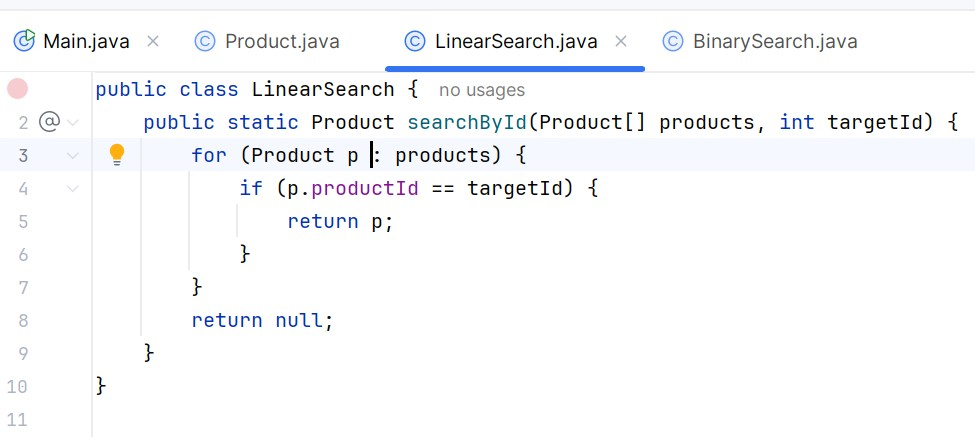 Main.java × Product.java LinearSearch.java × BinarySearch.java
public class LinearSearch { no usages
2 @ public static Product searchById(Product[] products, int targetId) {
3 for (Product p : products) {
4 if (p.productId == targetId) {
5 return p;
6 }
7 }
8 return null;
9 }
10 }
11